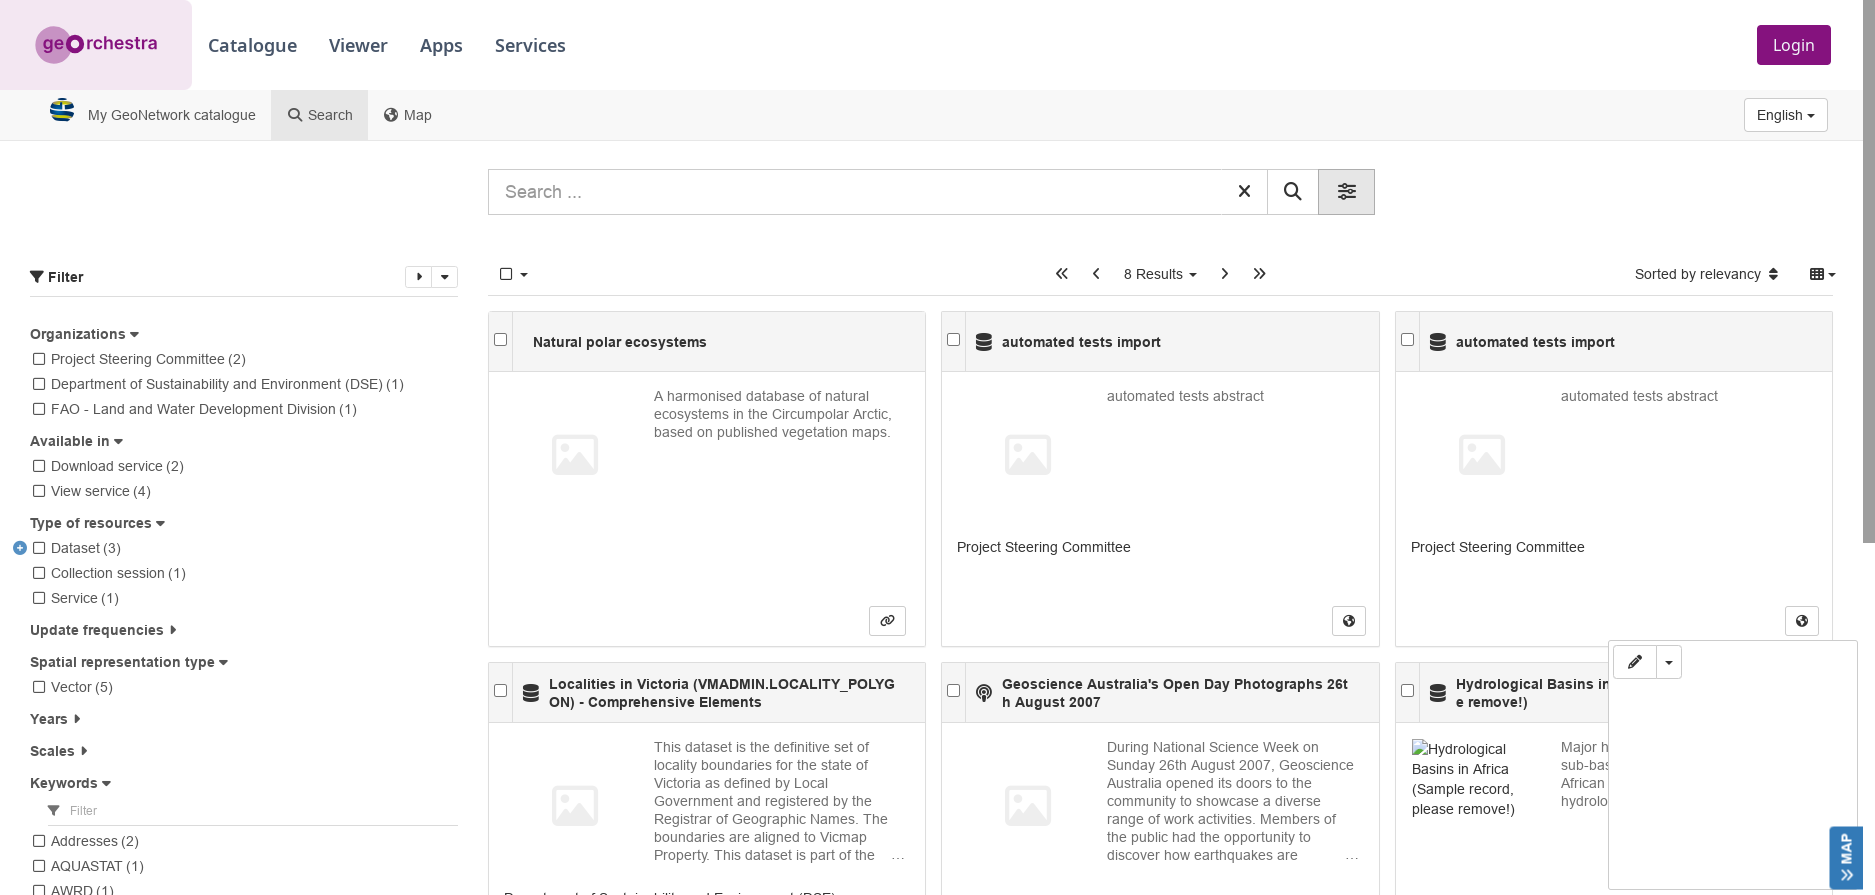 georchestra
Catalogue
Viewer
Apps
Services
Login
My GeoNetwork catalogue
Search
Map
English
Search ...
Filter
8 Results
Sorted by relevancy
Organizations
Project Steering Committee (2)
Department of Sustainability and Environment (DSE) (1)
FAO - Land and Water Development Division (1)
Available in
Download service (2)
View service (4)
Type of resources
Dataset (3)
Collection session (1)
Service (1)
Update frequencies
Spatial representation type
Vector (5)
Years
Scales
Keywords
Filter
Addresses (2)
AQUASTAT (1)
AWRD (1)
Natural polar ecosystems
A harmonised database of natural
ecosystems in the Circumpolar Arctic,
based on published vegetation maps.
automated tests import
automated tests abstract
Project Steering Committee
automated tests import
automated tests abstract
Project Steering Committee
Localities in Victoria (VMADMIN.LOCALITY_POLYG
ON) - Comprehensive Elements
This dataset is the definitive set of
locality boundaries for the state of
Victoria as defined by Local
Government and registered by the
Registrar of Geographic Names. The
boundaries are aligned to Vicmap
Property. This dataset is part of the ...
Department of Sustainability and Environment (DSE)
Geoscience Australia's Open Day Photographs 26t
h August 2007
During National Science Week on
Sunday 26th August 2007, Geoscience
Australia opened its doors to the
community to showcase a diverse
range of work activities. Members of
the public had the opportunity to
discover how earthquakes are ...
Hydrological Basins in
e remove!)
Hydrological
Basins in Africa
(Sample record,
please remove!)
Major h
sub-bas
African
hydrolo
MAP